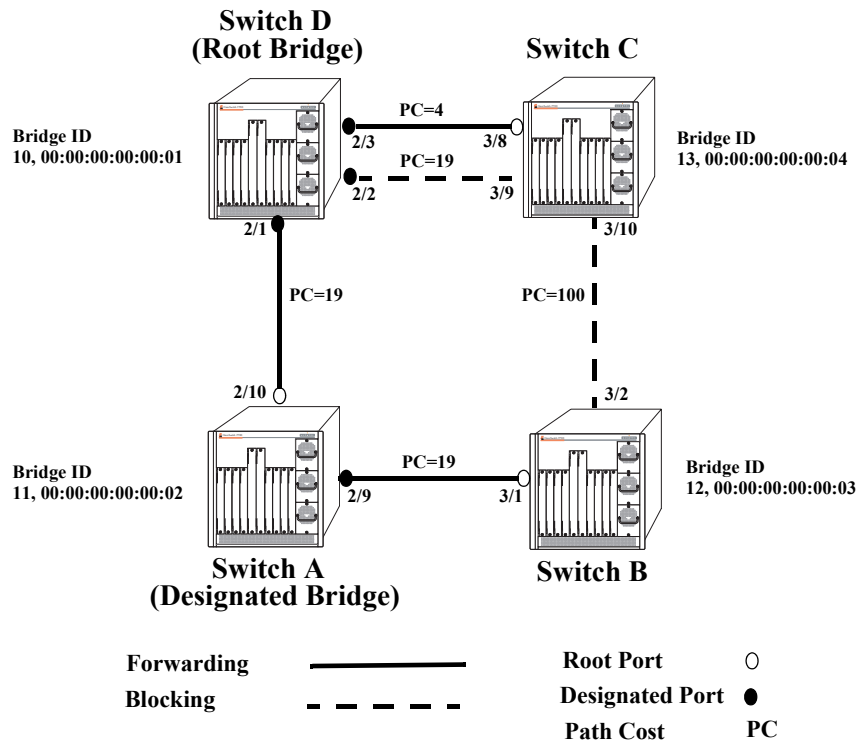 Switch D
(Root Bridge)
Switch C
Bridge ID
10, 00:00:00:00:00:01
PC=4
2/3
3/8
PC=19
2/2
3/9
Bridge ID
13, 00:00:00:00:00:04
2/1
3/10
PC=19
PC=100
2/10
3/2
Bridge ID
11, 00:00:00:00:00:02
PC=19
2/9
3/1
Bridge ID
12, 00:00:00:00:00:03
Switch A
(Designated Bridge)
Switch B
Forwarding
Root Port
Blocking
Designated Port
Path Cost
PC